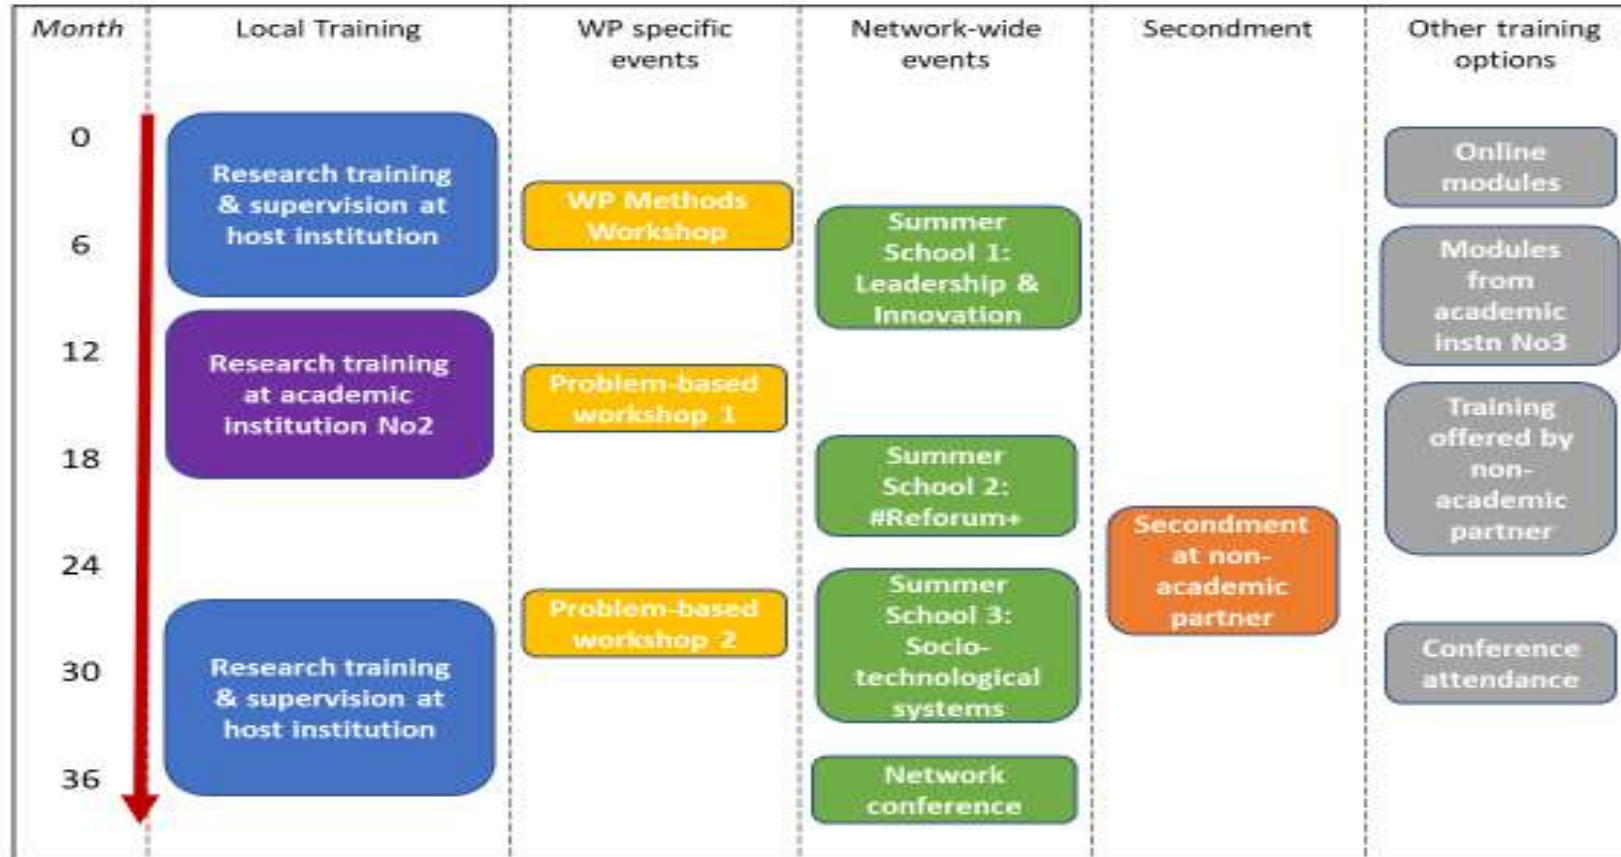 Month
Local Training
WP specific
events
Network-wide
events
Secondment
Other training
options
0
6
12
18
24
30
36
Research training
& supervision at
host institution
Research training
at academic
institution No2
Research training
& supervision at
host institution
WP Methods
Workshop
Problem-based
workshop 1
Problem-based
workshop 2
Summer
School 1:
Leadership &
Innovation
Summer
School 2:
#Reforum+
Summer
School 3:
Socio-
technological
systems
Network
conference
Secondment
at non-
academic
partner
Online
modules
Modules
from
academic
instn No3
Training
offered by
non-
academic
partner
Conference
attendance